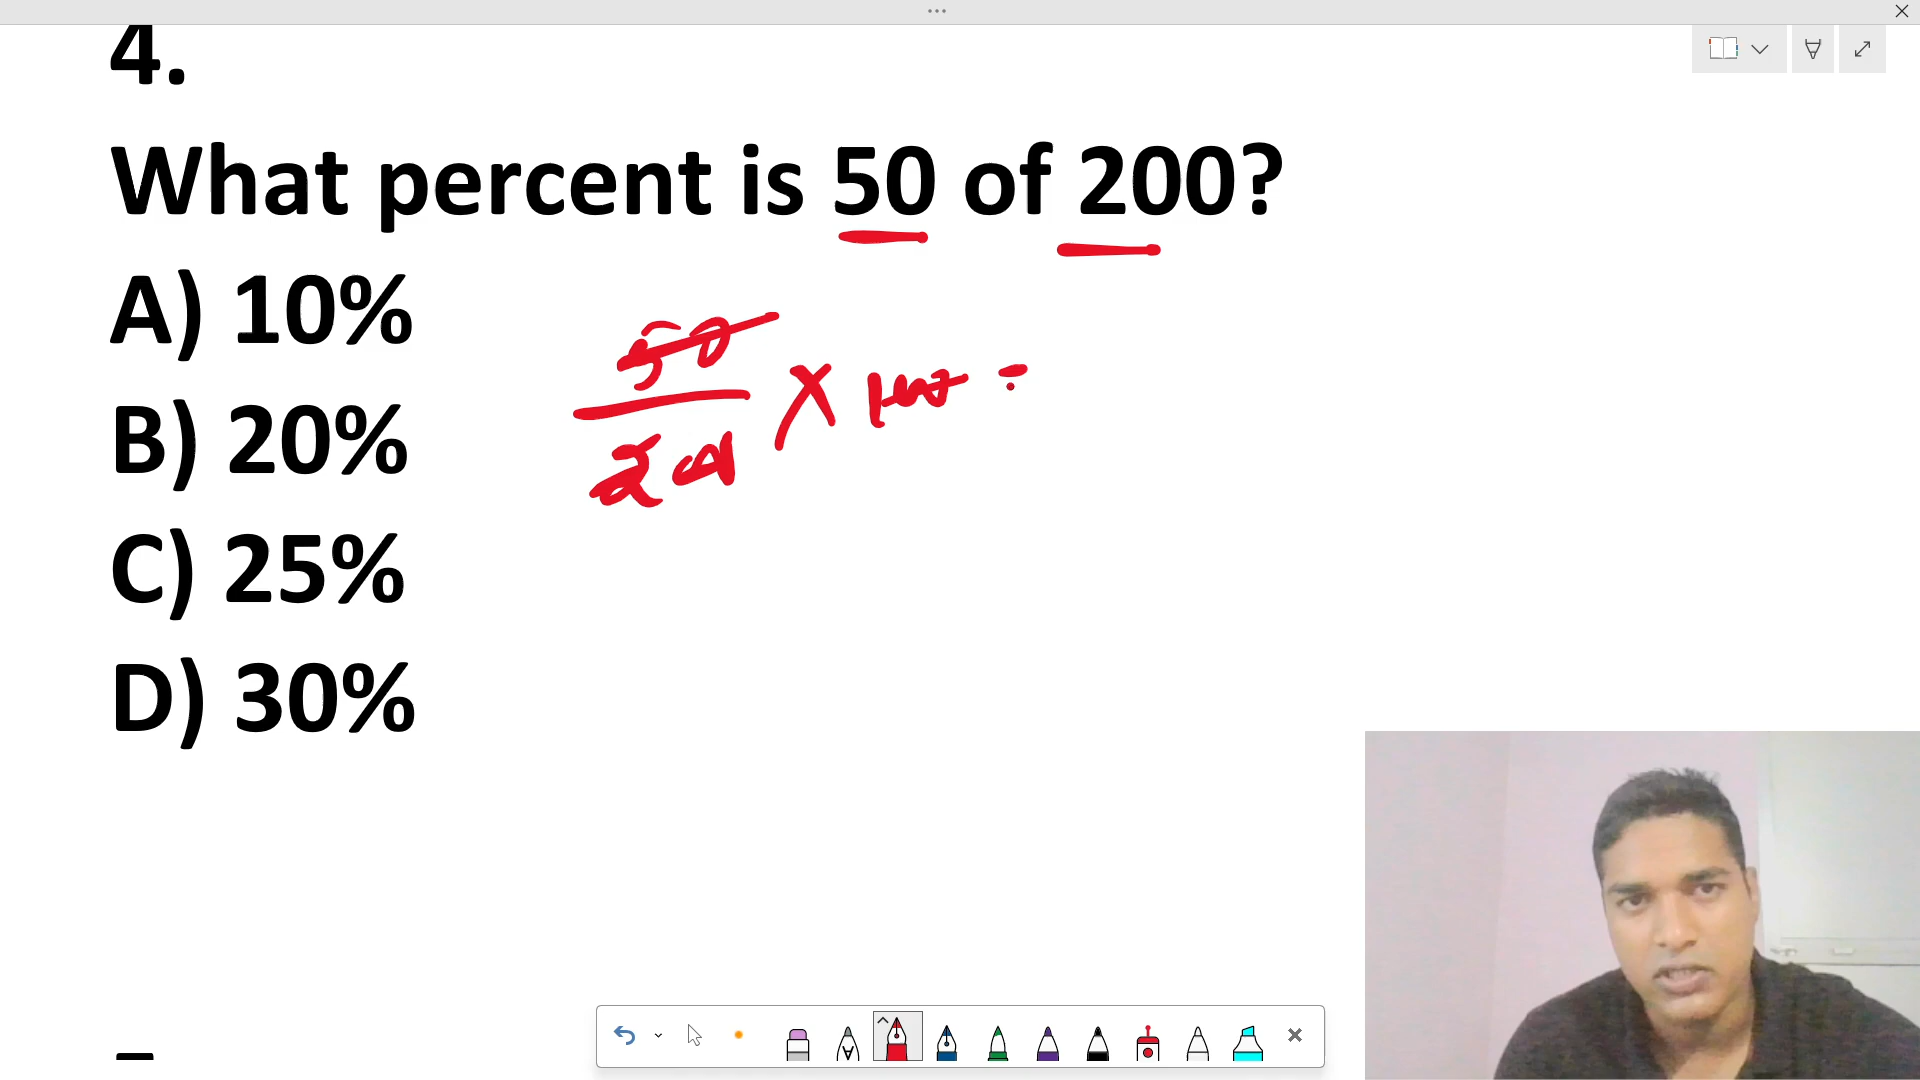 4.
What percent is 50 of 200?
A) 10%
50
× 100 =
200
B) 20%
C) 25%
D) 30%